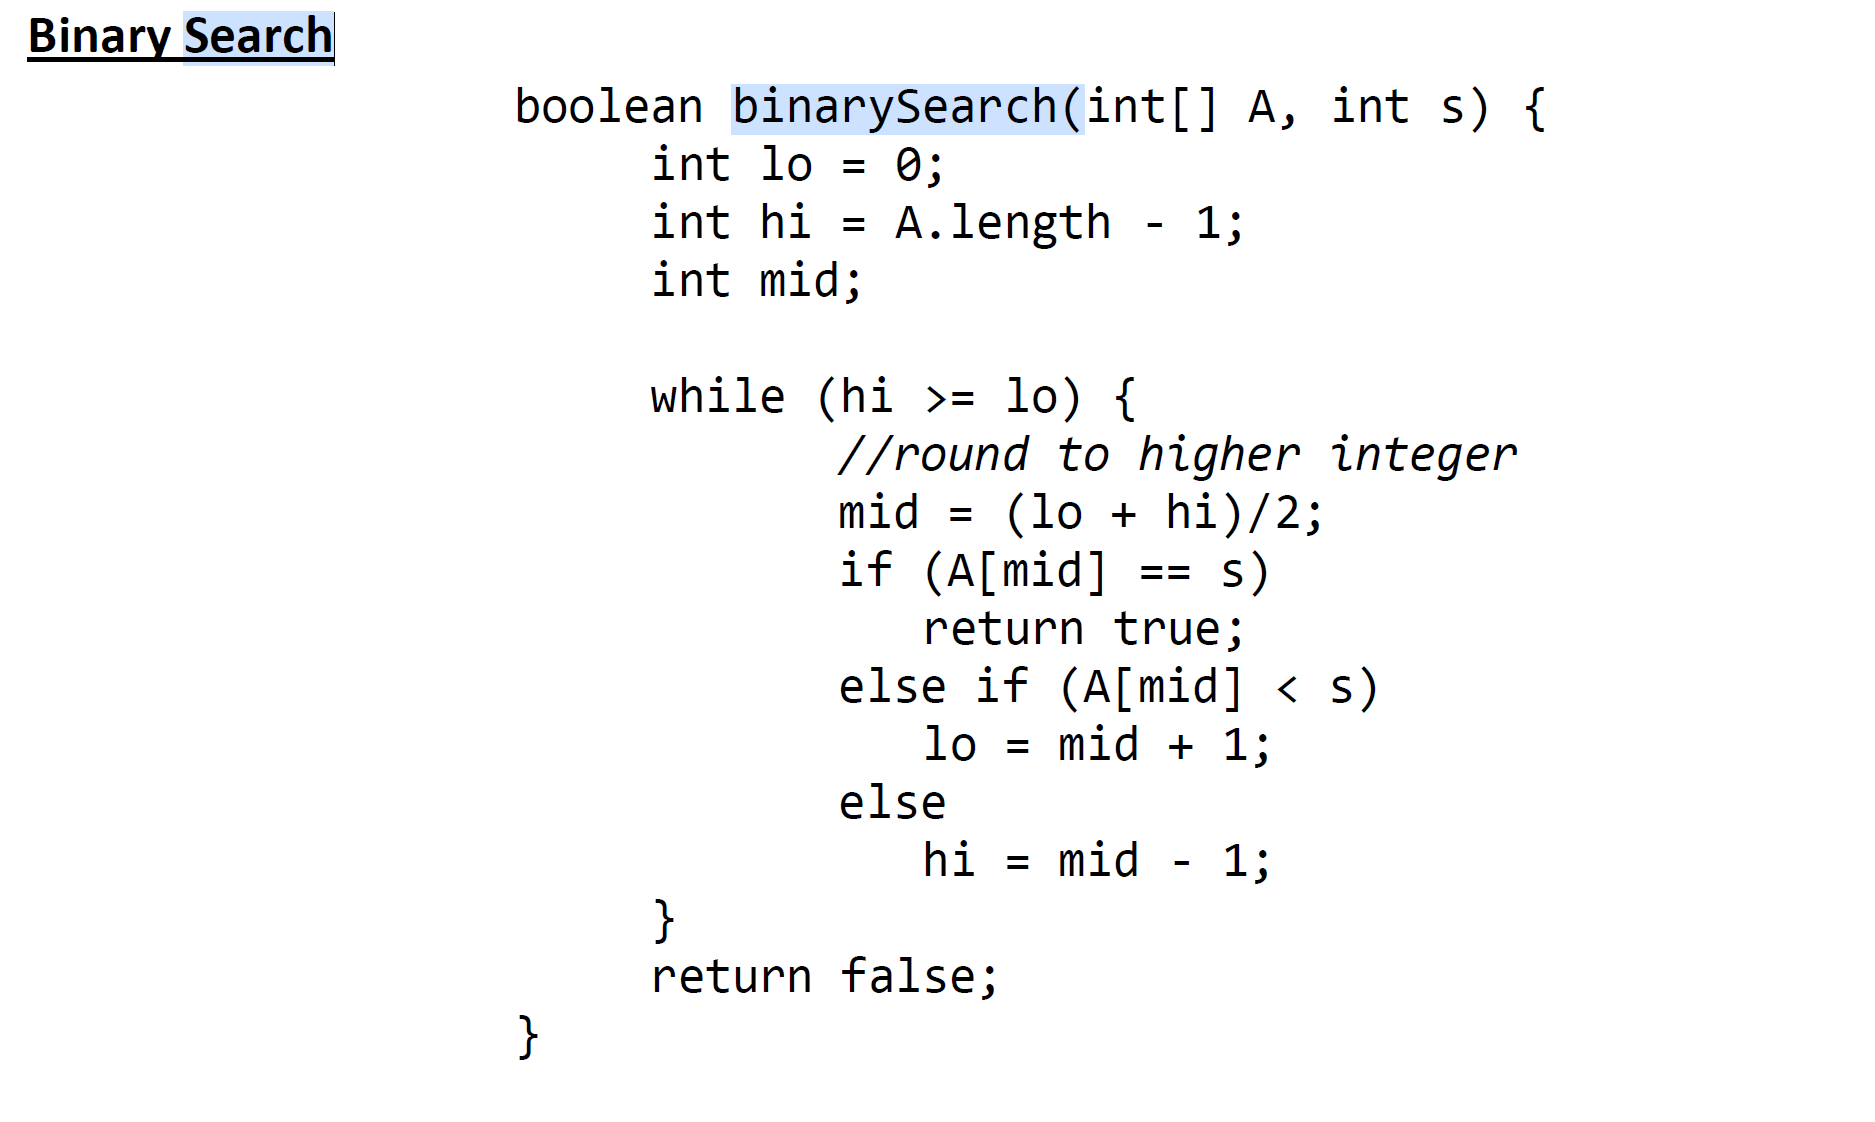 Binary Search
boolean binarySearch(int[] A, int s) {
int lo = 0;
int hi = A.length - 1;
int mid;
while (hi >= lo) {
//round to higher integer
mid = (lo + hi)/2;
if (A[mid] == s)
return true;
else if (A[mid] < s)
lo = mid + 1;
else
hi = mid - 1;
}
return false;
}